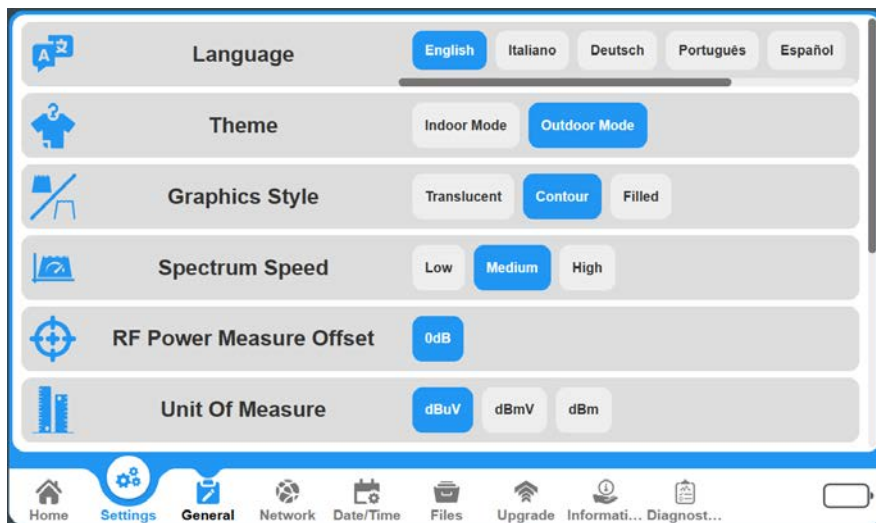 Language English Italiano Deutsch Português Español
Theme Indoor Mode Outdoor Mode
Graphics Style Translucent Contour Filled
Spectrum Speed Low Medium High
RF Power Measure Offset 0dB
Unit Of Measure dBuV dBmV dBm
Home Settings General Network Date/Time Files Upgrade Informati... Diagnost...